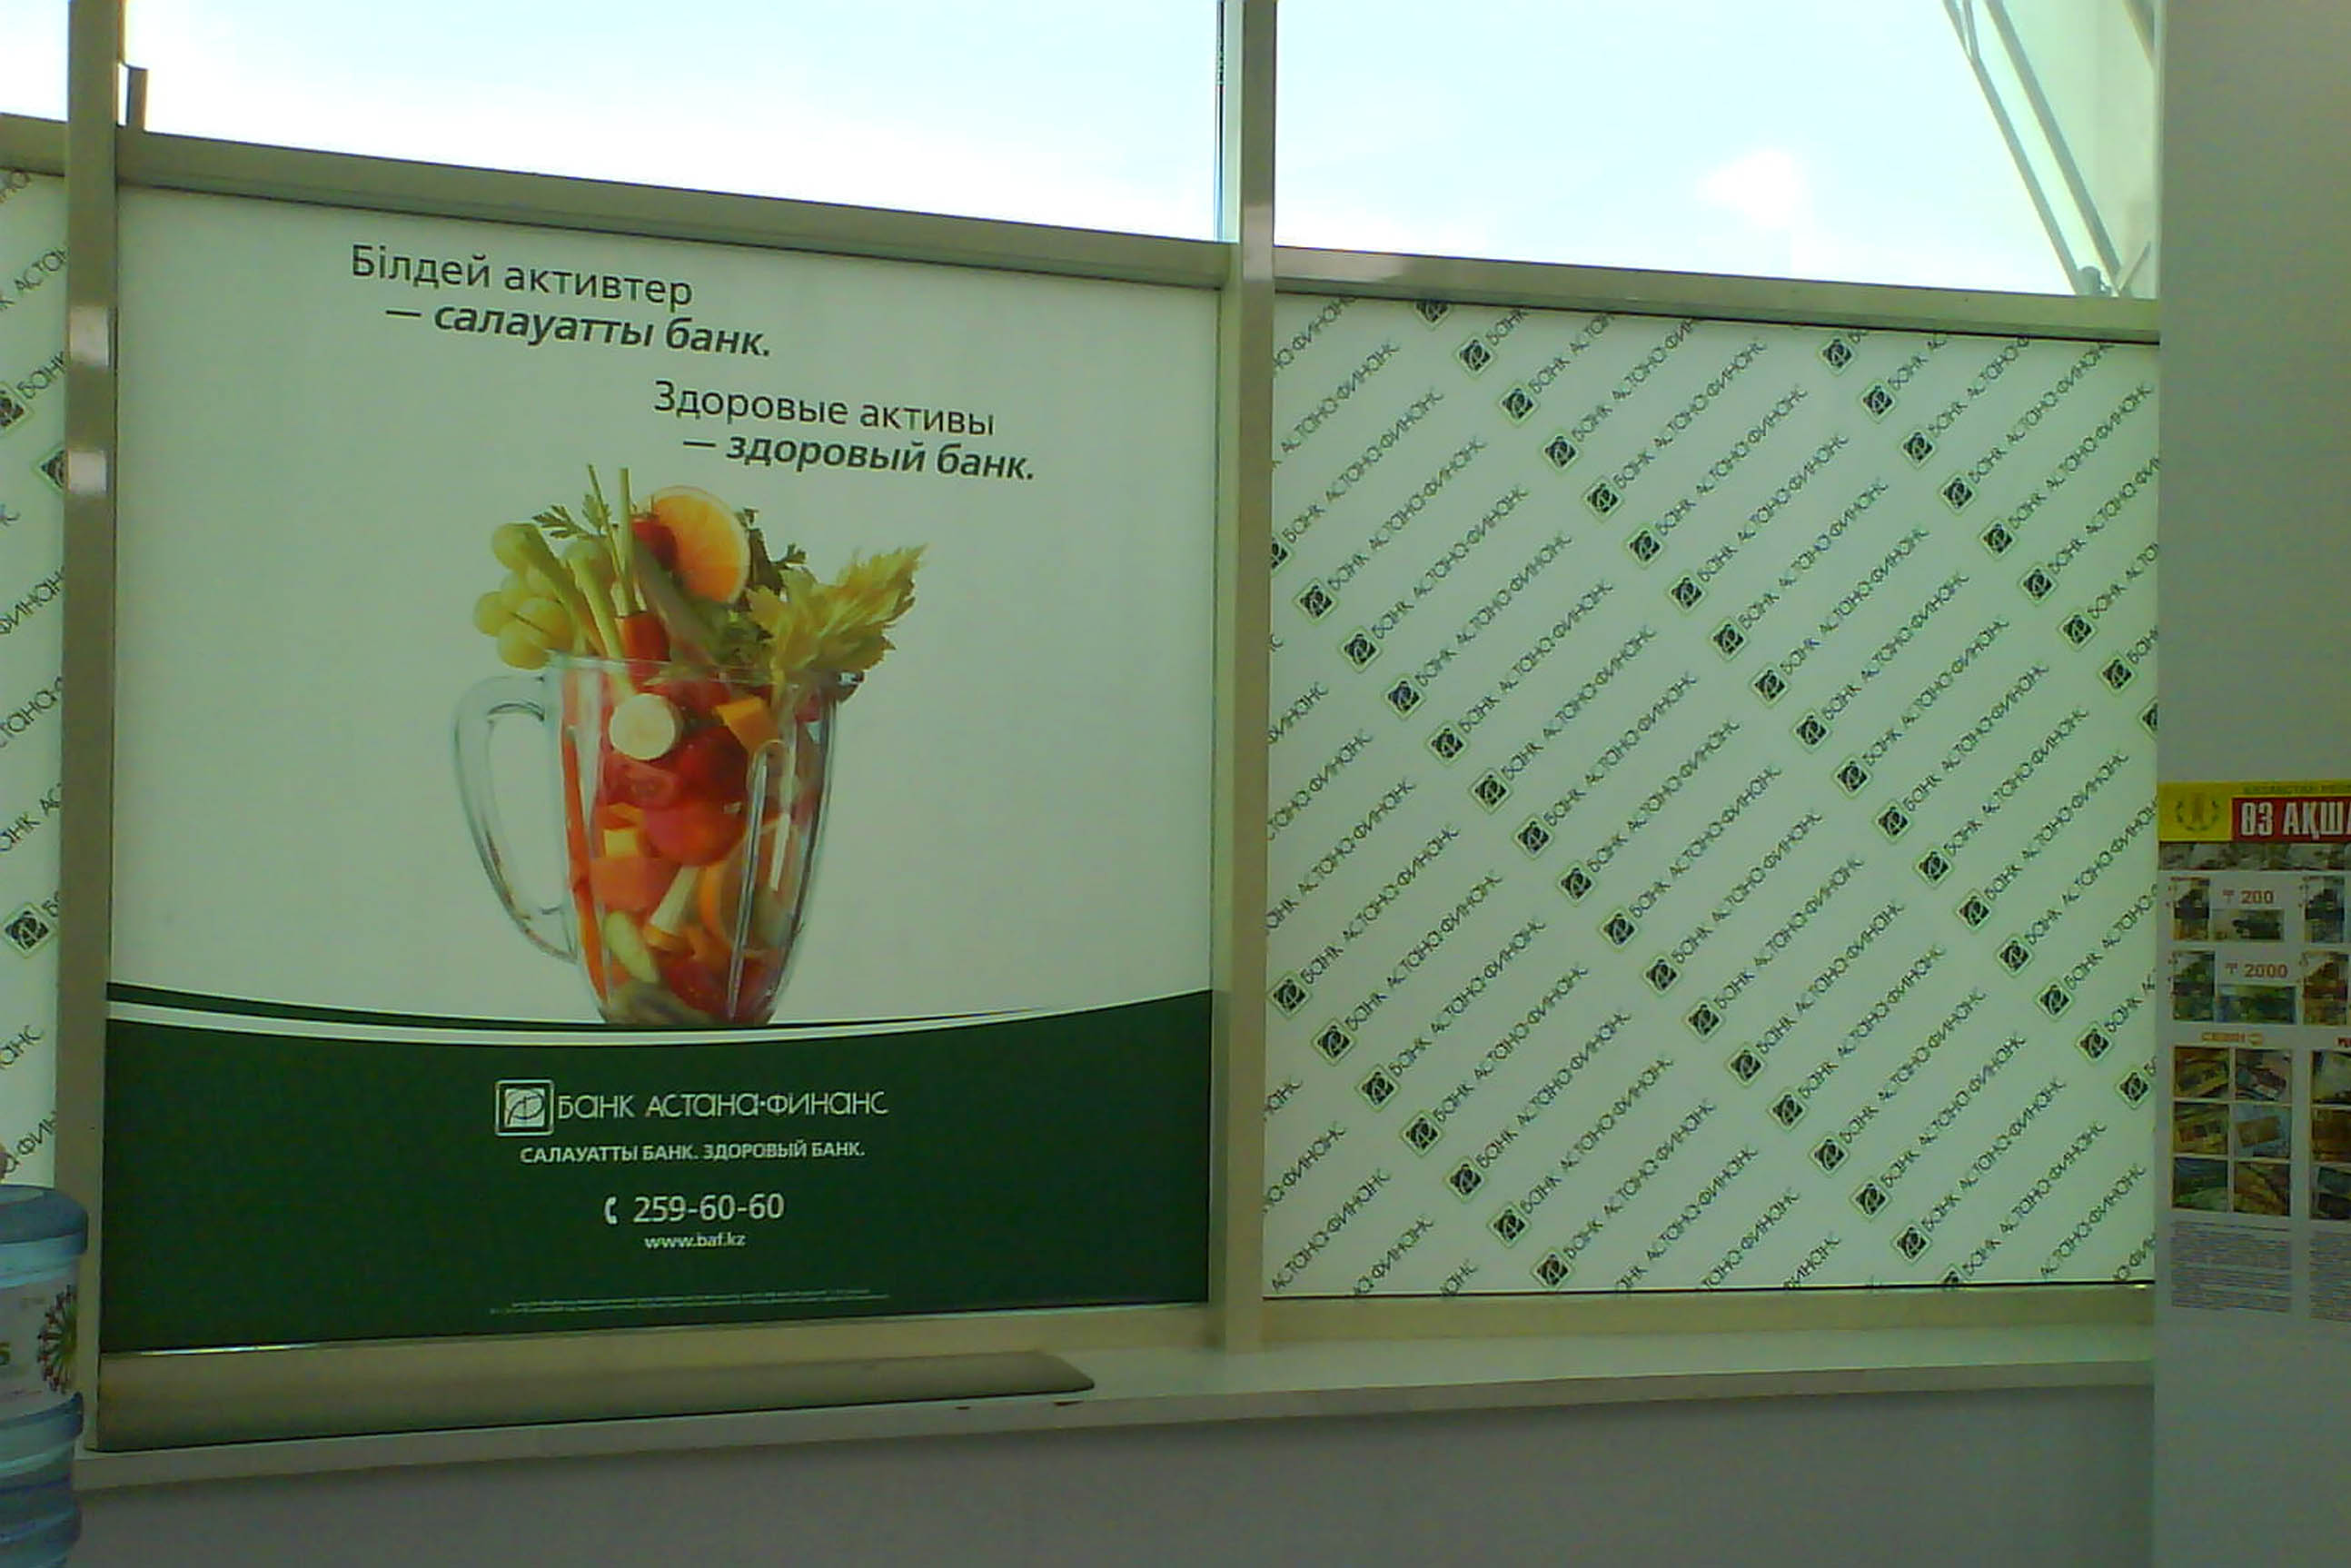 Білдей активтер
— салауатты банк.
Здоровые активы
— здоровый банк.
БАНК АСТАНА·ФИНАНС
САЛАУАТТЫ БАНК. ЗДОРОВЫЙ БАНК.
259-60-60
www.baf.kz
БАНК АСТАНА·ФИНАНС
ӨЗ АҚШ
₸ 200
₸ 2000